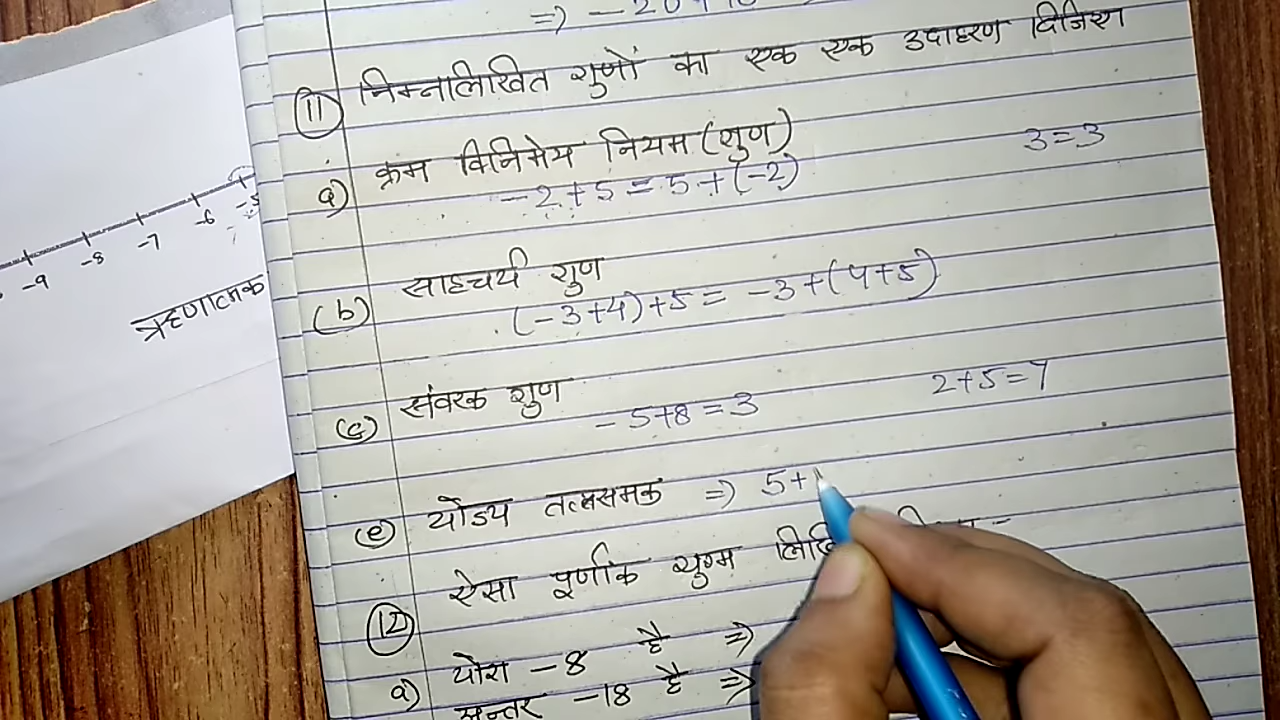 (11) निम्नलिखित गुणों का एक एक उदाहरण दिजिए
a) क्रम विनिमेय नियम (गुण)
3=3
-2+5=5+(-2)
(b) साहचर्य गुण
(-3+4)+5=-3+(4+5)
(c) संवरक गुण
-5+8=3
2+5=7
(e) योज्य तत्समक ⇒ 5+
(12) ऐसा पूर्णांक युग्म
a) योग -8 है ⇒
अन्तर -18 है ⇒
-5
-6
-7
-8
-9
ऋणात्मक